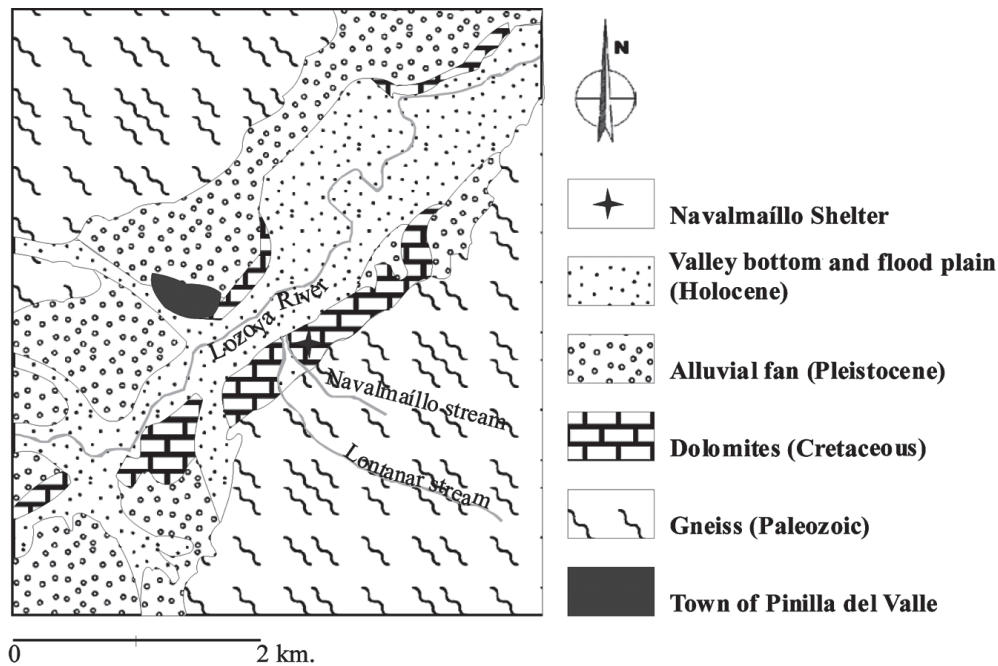 N
Navalmaíllo Shelter
Valley bottom and flood plain
(Holocene)
Alluvial fan (Pleistocene)
Dolomites (Cretaceous)
Gneiss (Paleozoic)
Town of Pinilla del Valle
Lozoya River
Navalmaíllo stream
Lontanar stream
0
2 km.